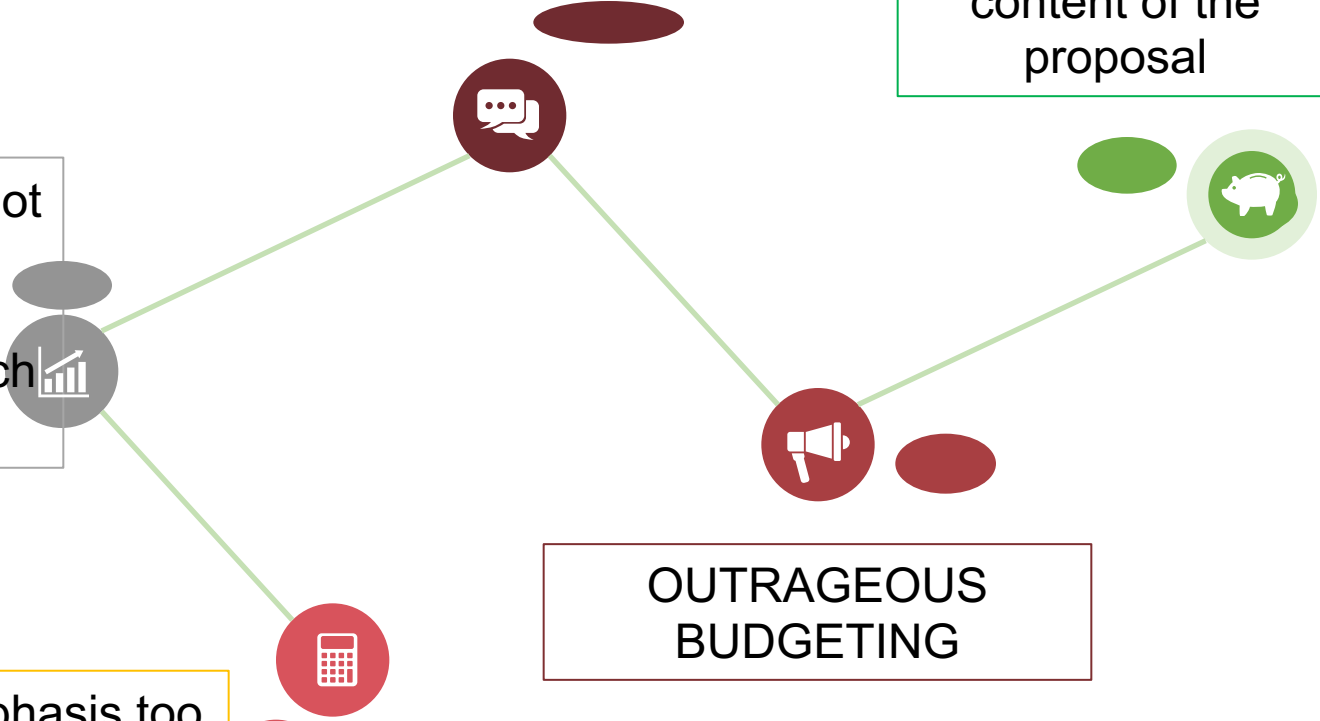 content of the
proposal
ot
ch
OUTRAGEOUS
BUDGETING
phasis too